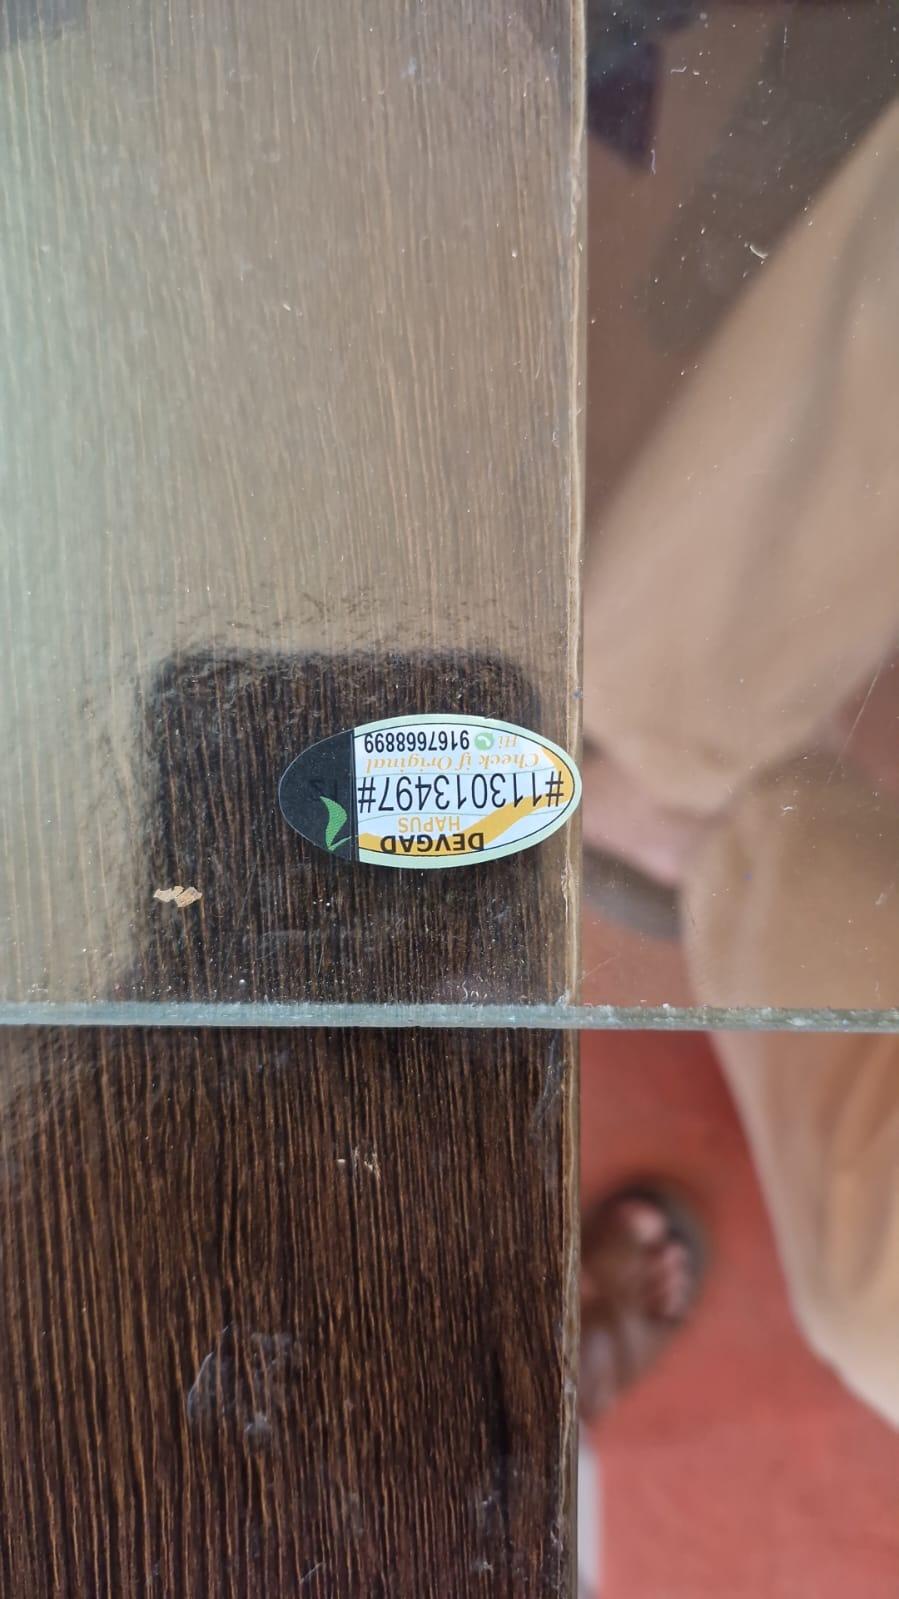 DEVGAD
HAPUS
#113013497#
Check if Original
Hi 9167668899